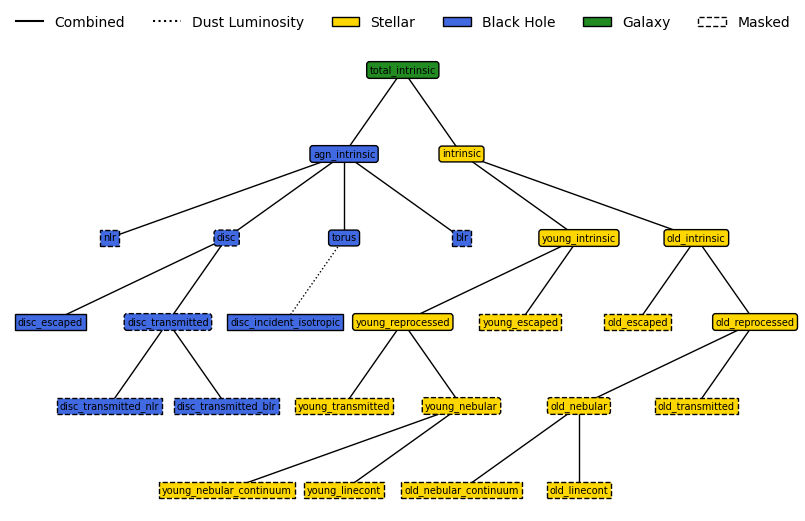 Combined Dust Luminosity Stellar Black Hole Galaxy Masked
total_intrinsic
agn_intrinsic intrinsic
nlr disc torus blr young_intrinsic old_intrinsic
disc_escaped disc_transmitted disc_incident_isotropic young_reprocessed young_escaped old_escaped old_reprocessed
disc_transmitted_nlr disc_transmitted_blr young_transmitted young_nebular old_nebular old_transmitted
young_nebular_continuum young_linecont old_nebular_continuum old_linecont